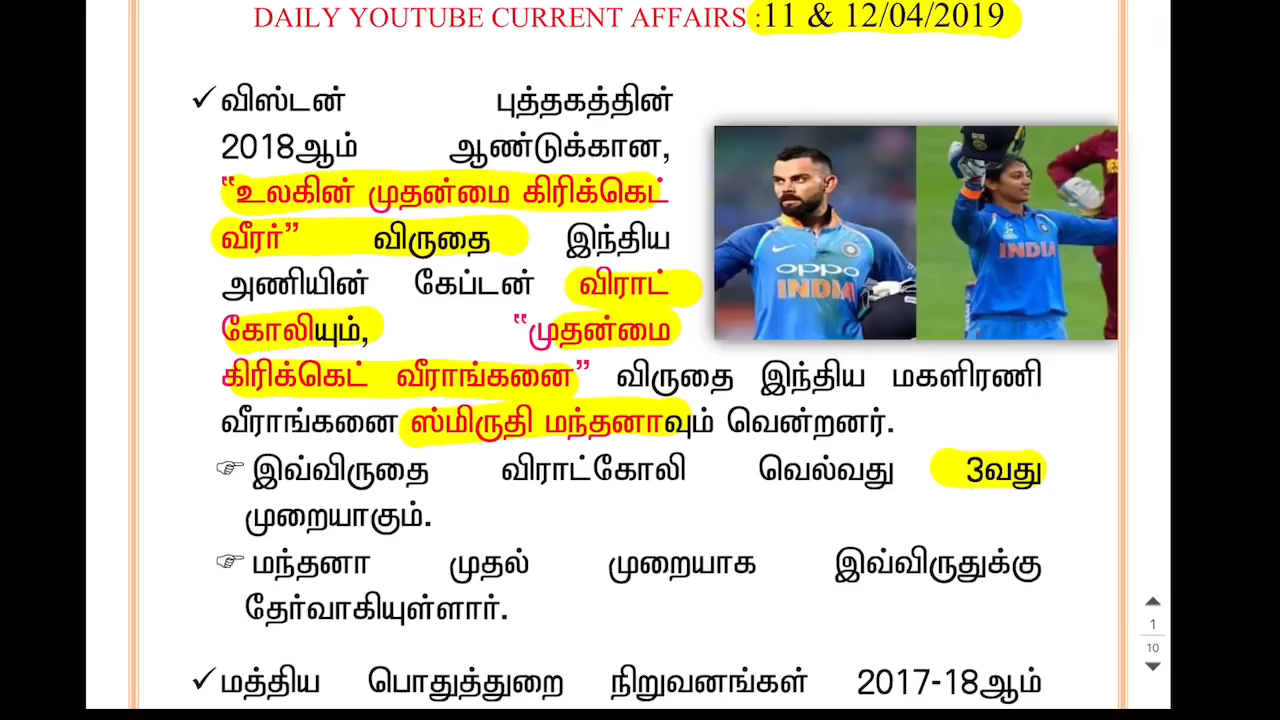 DAILY YOUTUBE CURRENT AFFAIRS :11 & 12/04/2019
✓ விஸ்டன் புத்தகத்தின்
2018ஆம் ஆண்டுக்கான,
“உலகின் முதன்மை கிரிக்கெட்
வீரர்” விருதை இந்திய
அணியின் கேப்டன் விராட்
கோலியும், “முதன்மை
கிரிக்கெட் வீராங்கனை” விருதை இந்திய மகளிரணி
வீராங்கனை ஸ்மிருதி மந்தனாவும் வென்றனர்.
☞ இவ்விருதை விராட்கோலி வெல்வது 3வது
முறையாகும்.
☞ மந்தனா முதல் முறையாக இவ்விருதுக்கு
தேர்வாகியுள்ளார்.
✓ மத்திய பொதுத்துறை நிறுவனங்கள் 2017-18ஆம்
oppo
INDIA
INDIA
1
10